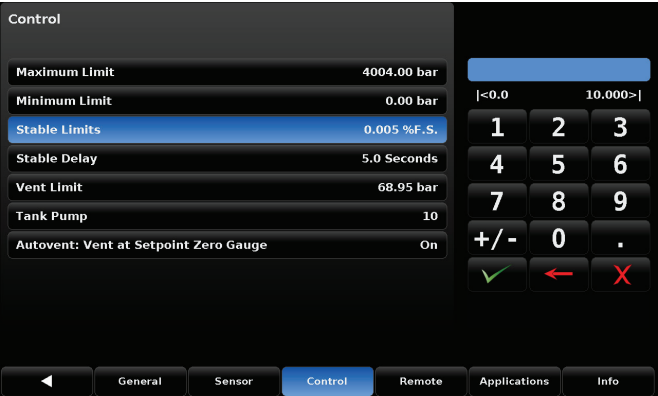 Control
Maximum Limit 4004.00 bar
Minimum Limit 0.00 bar
Stable Limits 0.005 %F.S.
Stable Delay 5.0 Seconds
Vent Limit 68.95 bar
Tank Pump 10
Autovent: Vent at Setpoint Zero Gauge On
|<0.0 10.000>|
1 2 3
4 5 6
7 8 9
+/- 0 .
X
General Sensor Control Remote Applications Info